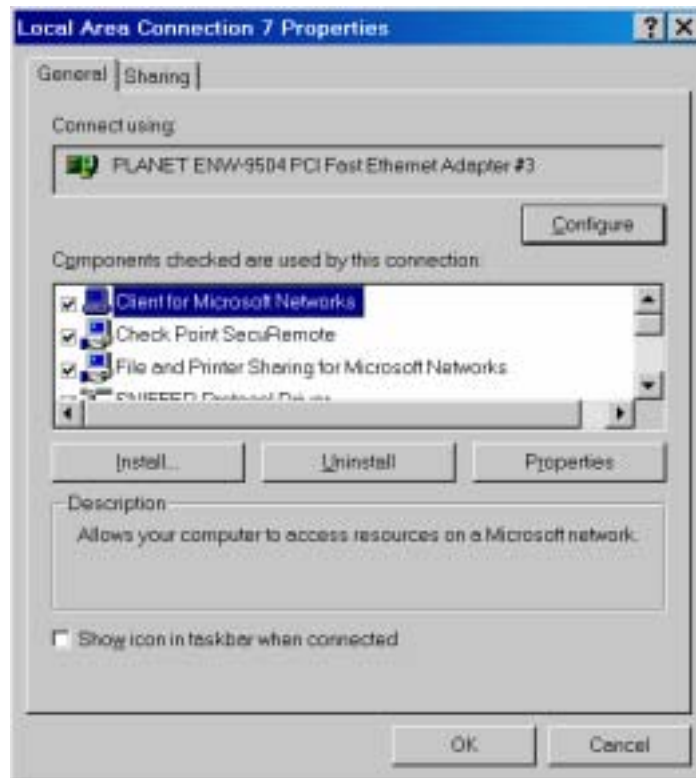 Local Area Connection 7 Properties
General Sharing
Connect using:
PLANET ENW-9504 PCI Fast Ethernet Adapter #3
Configure
Components checked are used by this connection:
Client for Microsoft Networks
Check Point SecuRemote
File and Printer Sharing for Microsoft Networks
SNIFFER Protocol Driver
Install... Uninstall Properties
Description
Allows your computer to access resources on a Microsoft network.
Show icon in taskbar when connected
OK Cancel